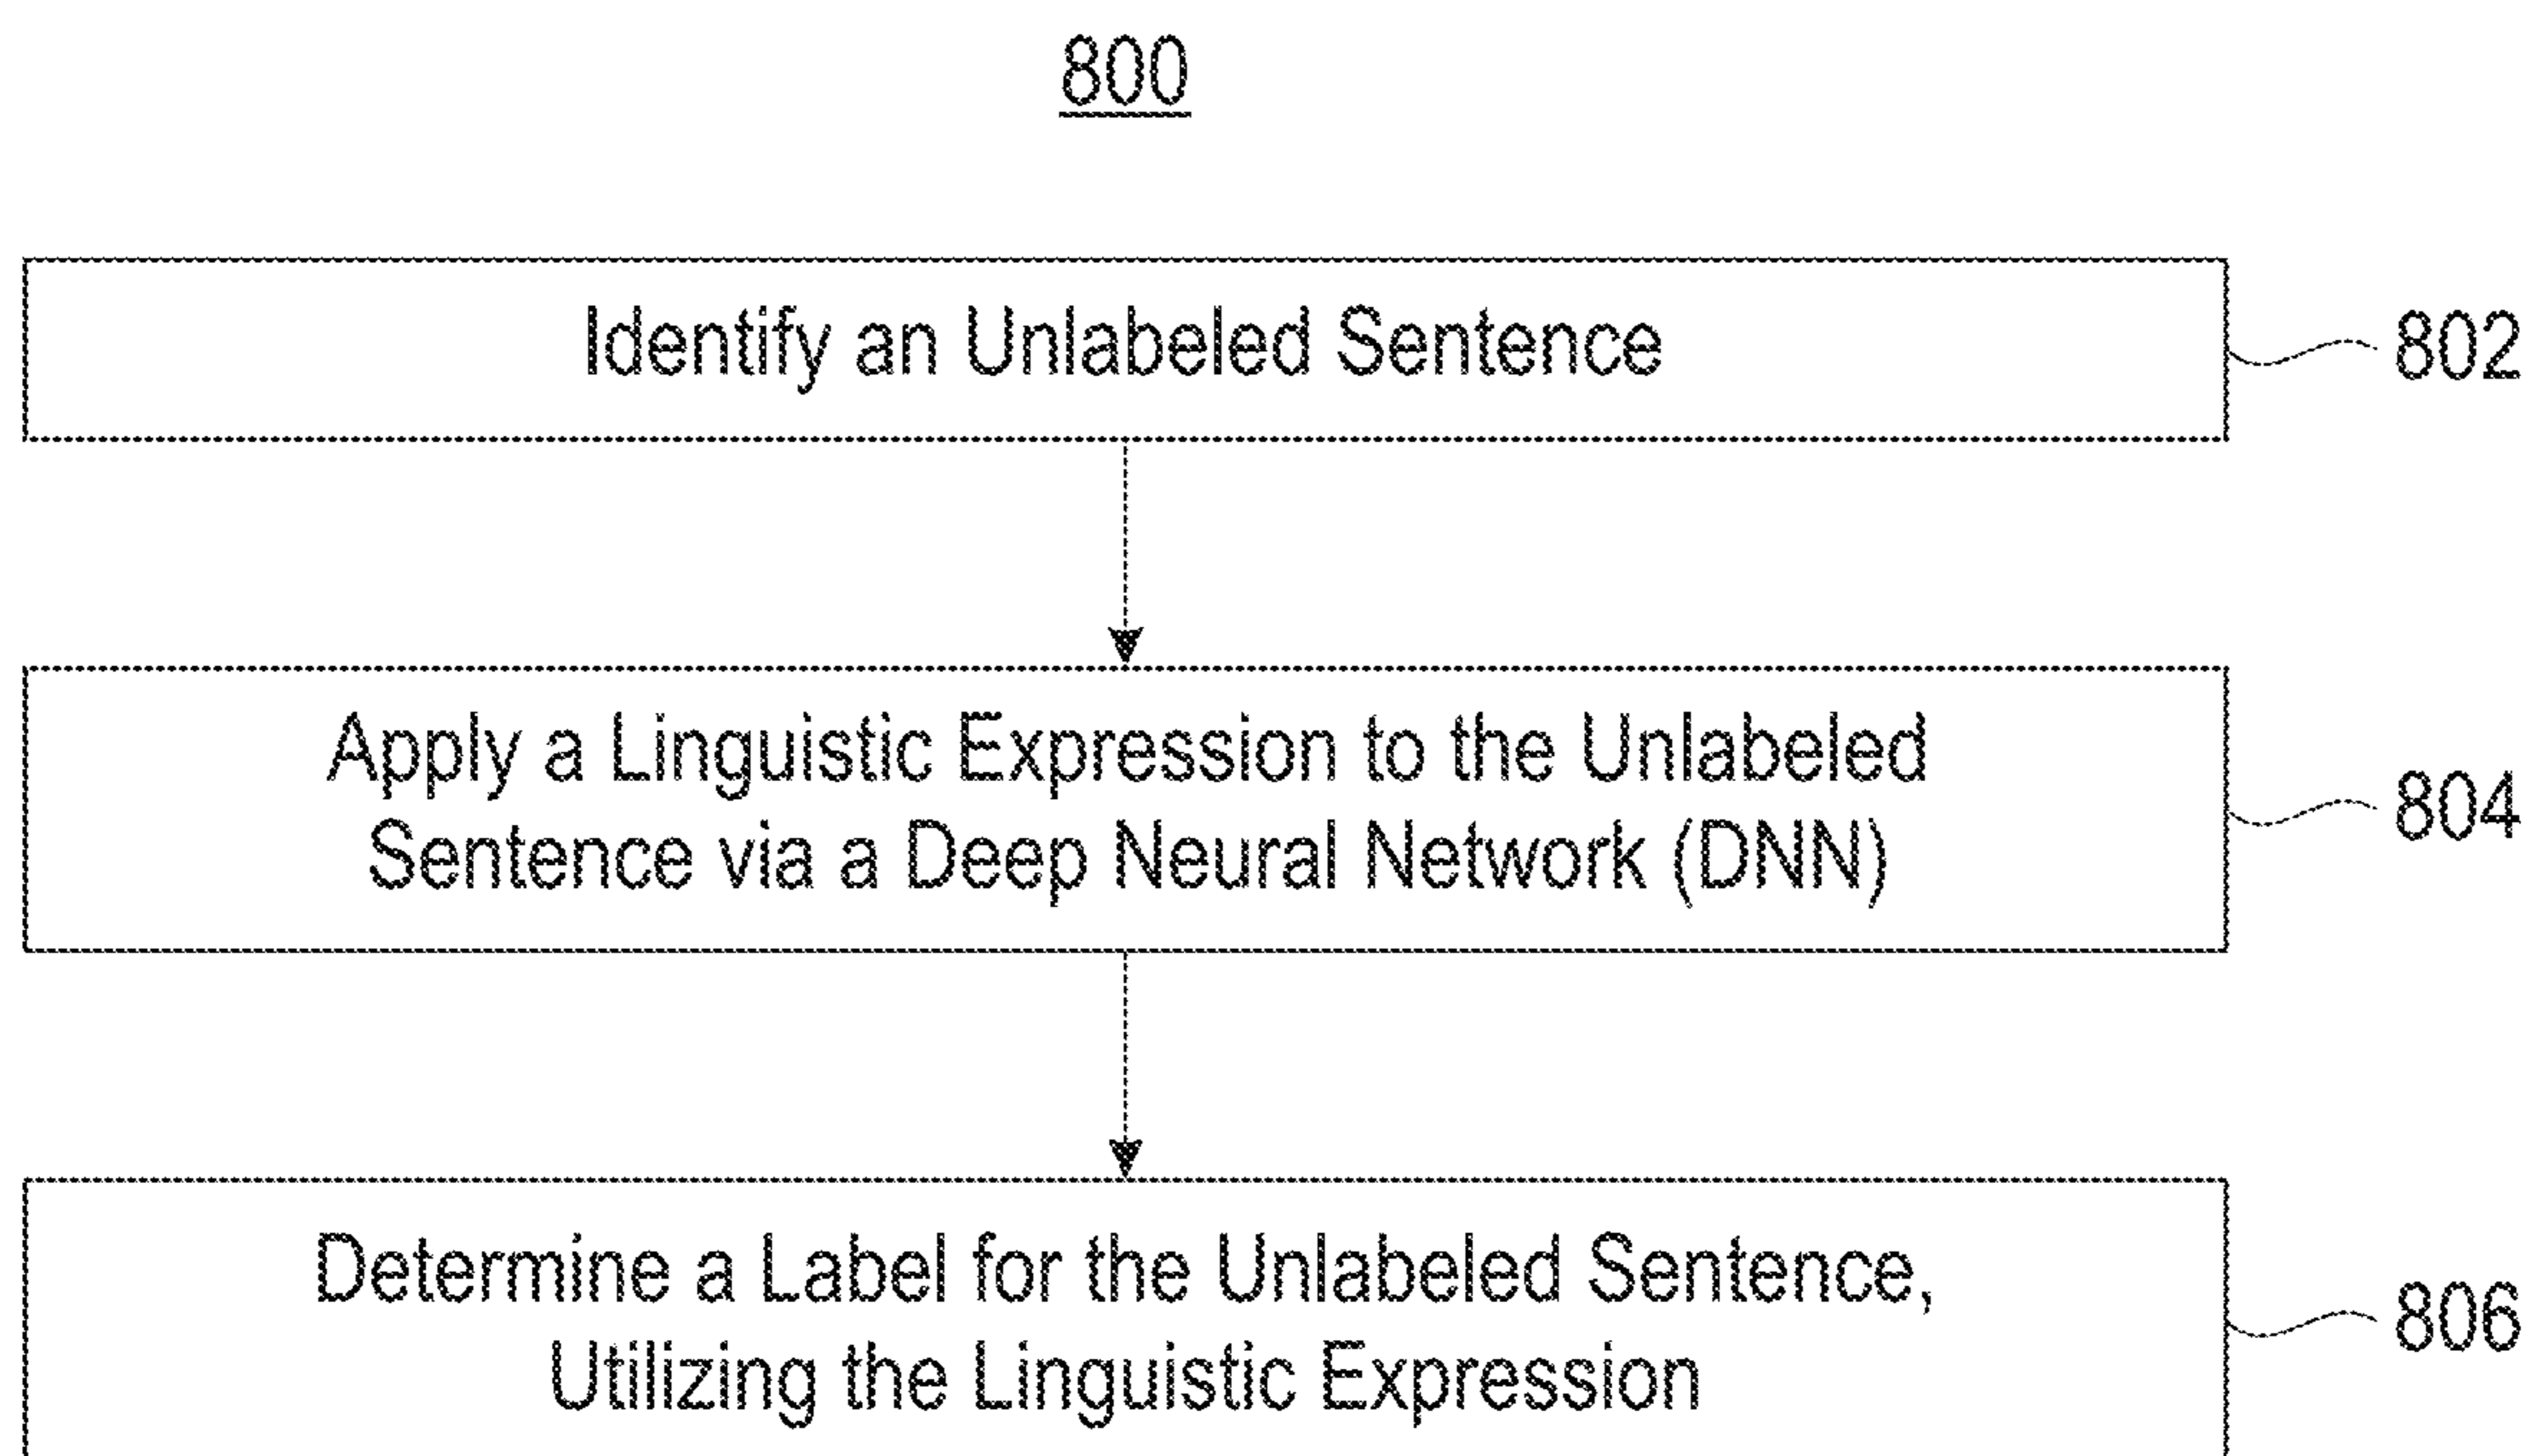 800
Identify an Unlabeled Sentence
802
Apply a Linguistic Expression to the Unlabeled
Sentence via a Deep Neural Network (DNN)
804
Determine a Label for the Unlabeled Sentence,
Utilizing the Linguistic Expression
806